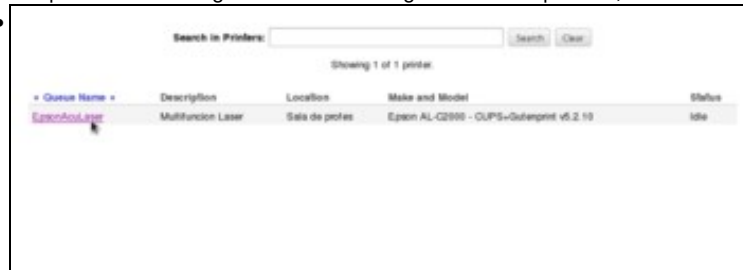 Search in Printers: Search Clear
Showing 1 of 1 printer.
Queue Name Description Location Make and Model Status
EpsonAcuLaser Multifuncion Laser Sala de profes Epson AL-C2000 - CUPS+Gutenprint v5.2.10 Idle